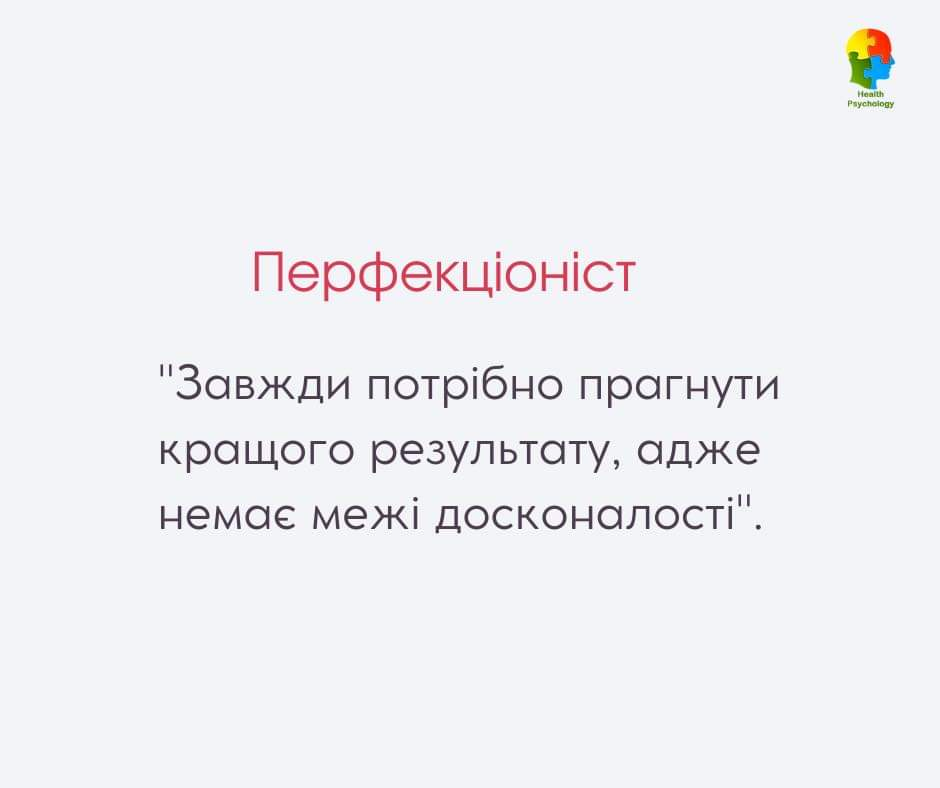 Health
Psychology
Перфекціоніст
"Завжди потрібно прагнути
кращого результату, адже
немає межі досконалості".